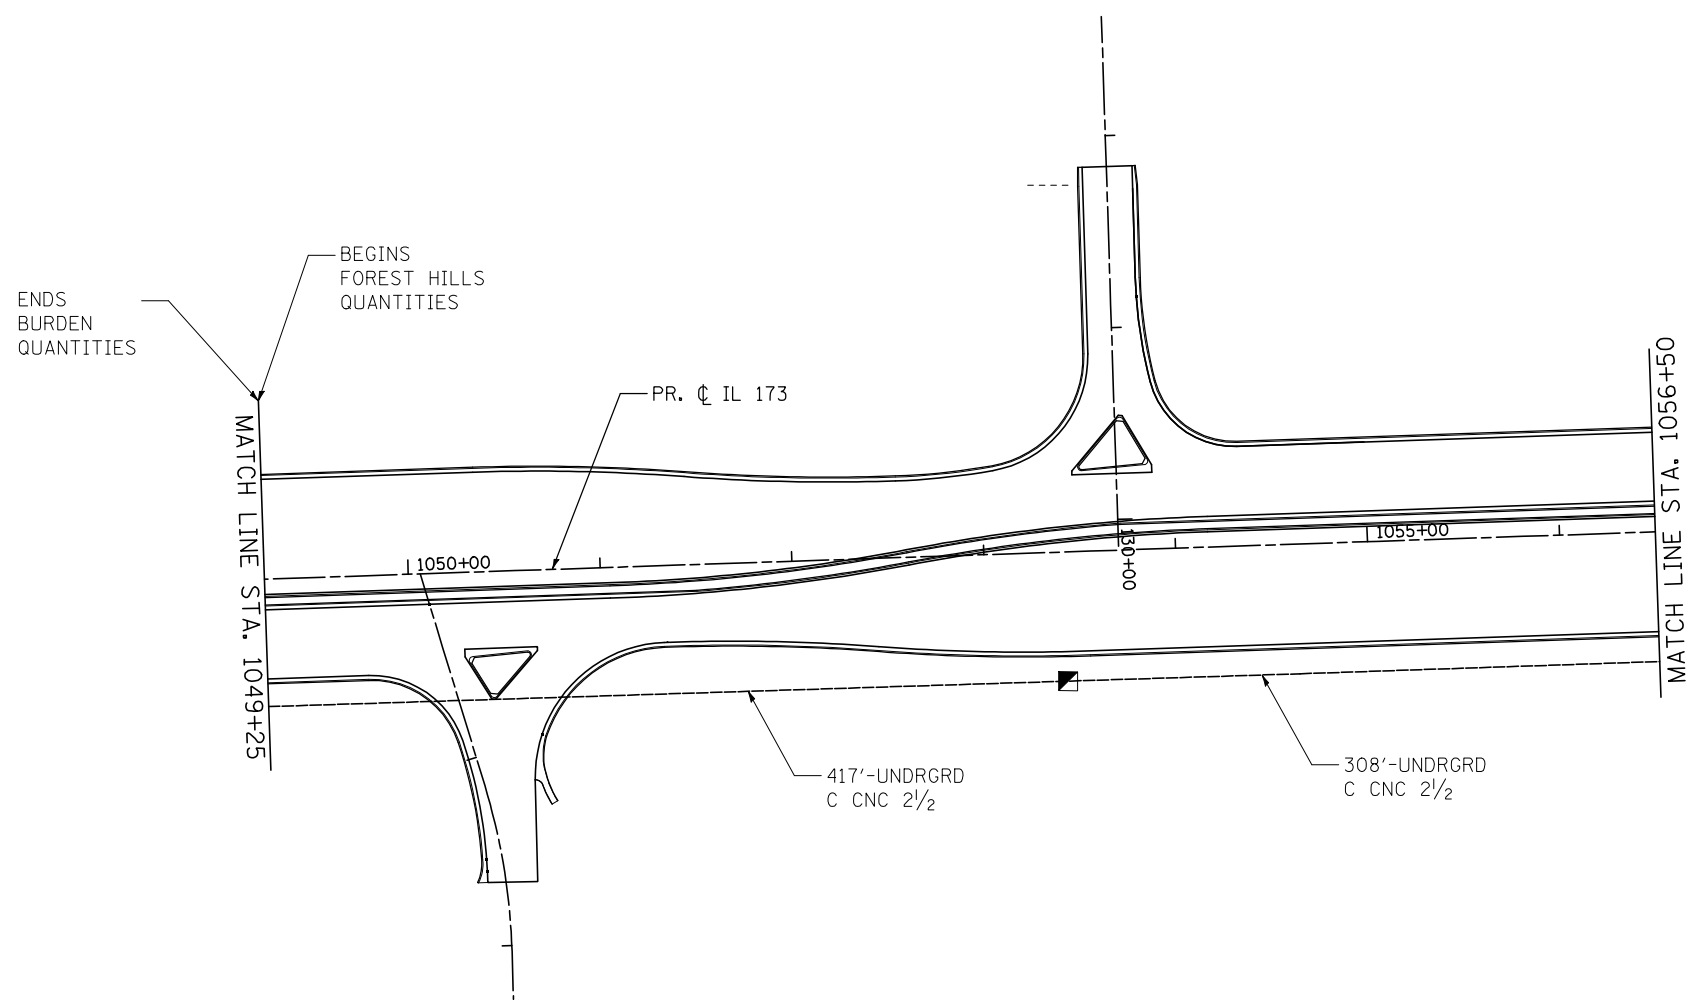 BEGINS
FOREST HILLS
QUANTITIES
ENDS
BURDEN
QUANTITIES
PR. ℄ IL 173
MATCH LINE STA. 1049+25
MATCH LINE STA. 1056+50
1050+00
130+00
1055+00
417'-UNDRGRD
C CNC 2½
308'-UNDRGRD
C CNC 2½